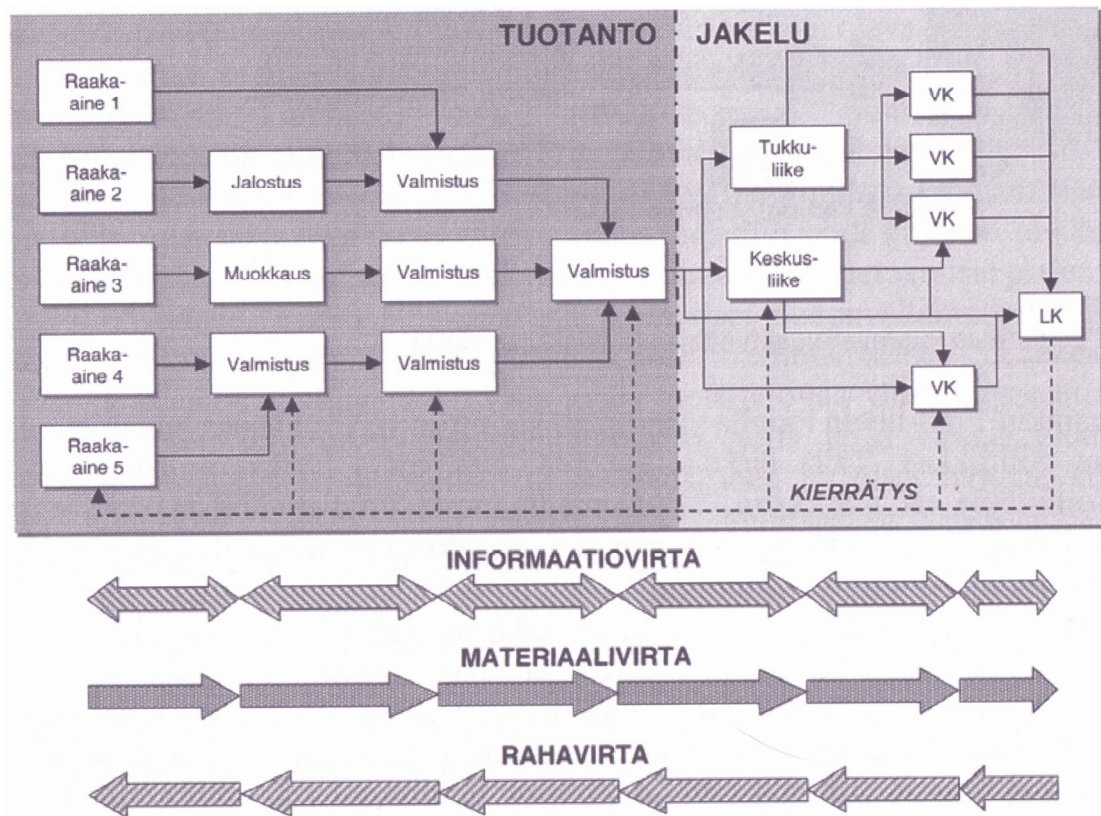 TUOTANTO
JAKELU
Raaka-
aine 1
Raaka-
aine 2
Jalostus
Valmistus
Raaka-
aine 3
Muokkaus
Valmistus
Valmistus
Raaka-
aine 4
Valmistus
Valmistus
Raaka-
aine 5
Tukku-
liike
Keskus-
liike
VK
VK
VK
VK
LK
KIERRÄTYS
INFORMAATIOVIRTA
MATERIAALIVIRTA
RAHAVIRTA